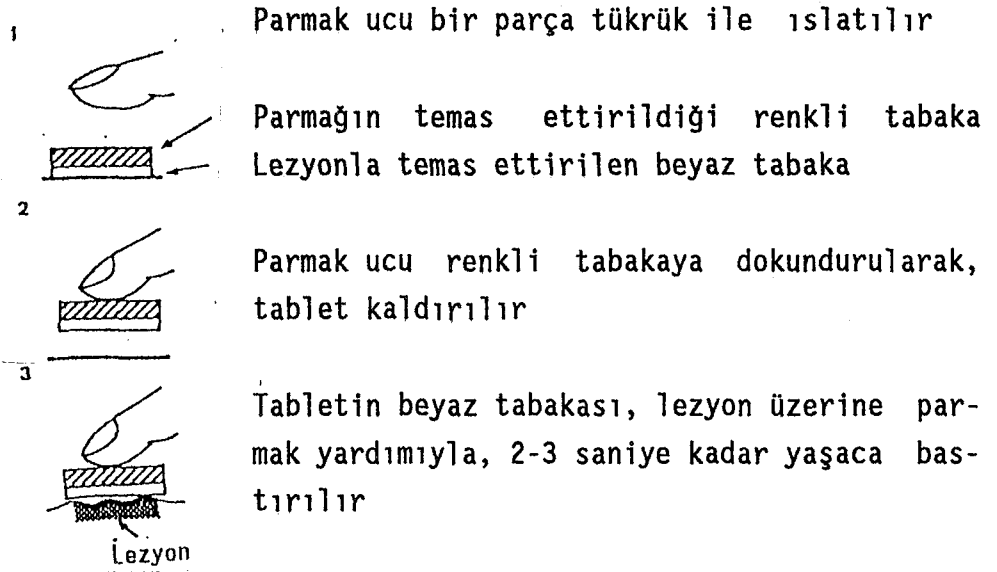 1
Parmak ucu bir parça tükrük ile ıslatılır
Parmağın temas ettirildiği renkli tabaka
Lezyonla temas ettirilen beyaz tabaka
2
Parmak ucu renkli tabakaya dokundurularak,
tablet kaldırılır
3
Tabletin beyaz tabakası, lezyon üzerine par-
mak yardımıyla, 2-3 saniye kadar yaşaca bas-
tırılır
Lezyon